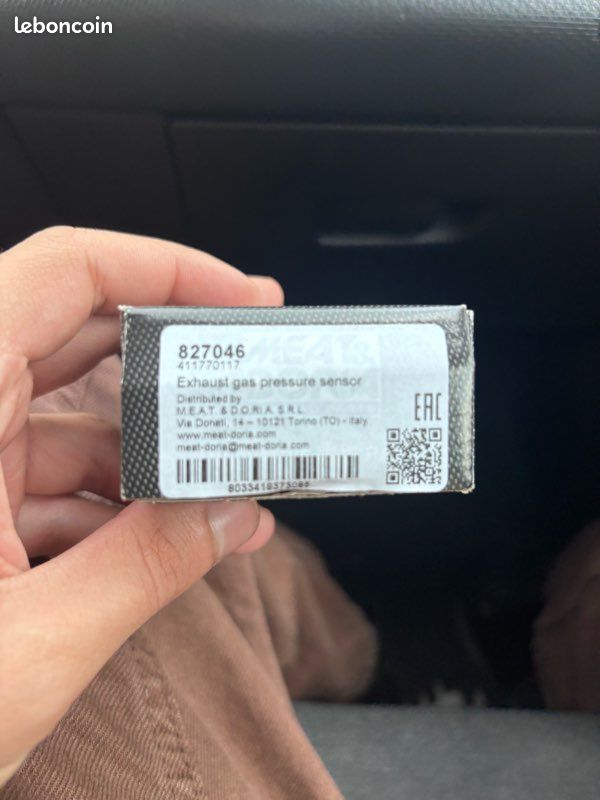 leboncoin
827046
411770117
Exhaust gas pressure sensor
Distributed by
M.E.A.T. & D.O.R.I.A. S.R.L.
Via Donati, 14 – 10121 Torino (TO) - Italy
www.meat-doria.com
meat-doria@meat-doria.com
EAC